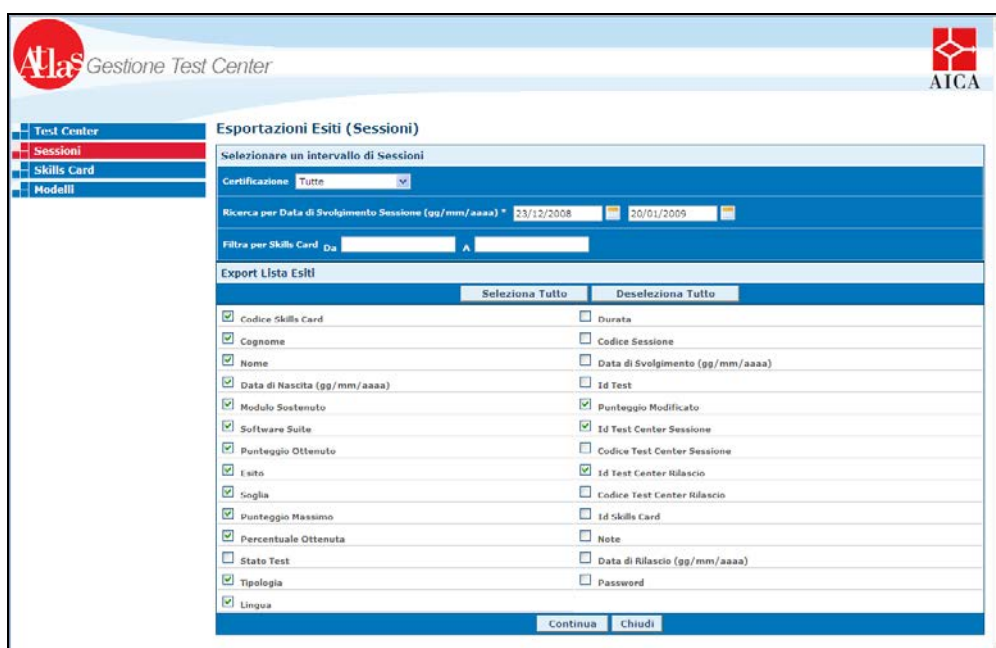 Atlas Gestione Test Center
AICA
Test Center
Sessioni
Skills Card
Modelli
Esportazioni Esiti (Sessioni)
Selezionare un intervallo di Sessioni
Certificazione Tutte
Ricerca per Data di Svolgimento Sessione (gg/mm/aaaa) * 23/12/2008 20/01/2009
Filtra per Skills Card Da A
Export Lista Esiti
Seleziona Tutto Deseleziona Tutto
Codice Skills Card Durata
Cognome Codice Sessione
Nome Data di Svolgimento (gg/mm/aaaa)
Data di Nascita (gg/mm/aaaa) Id Test
Modulo Sostenuto Punteggio Modificato
Software Suite Id Test Center Sessione
Punteggio Ottenuto Codice Test Center Sessione
Esito Id Test Center Rilascio
Soglia Codice Test Center Rilascio
Punteggio Massimo Id Skills Card
Percentuale Ottenuta Note
Stato Test Data di Rilascio (gg/mm/aaaa)
Tipologia Password
Lingua
Continua Chiudi